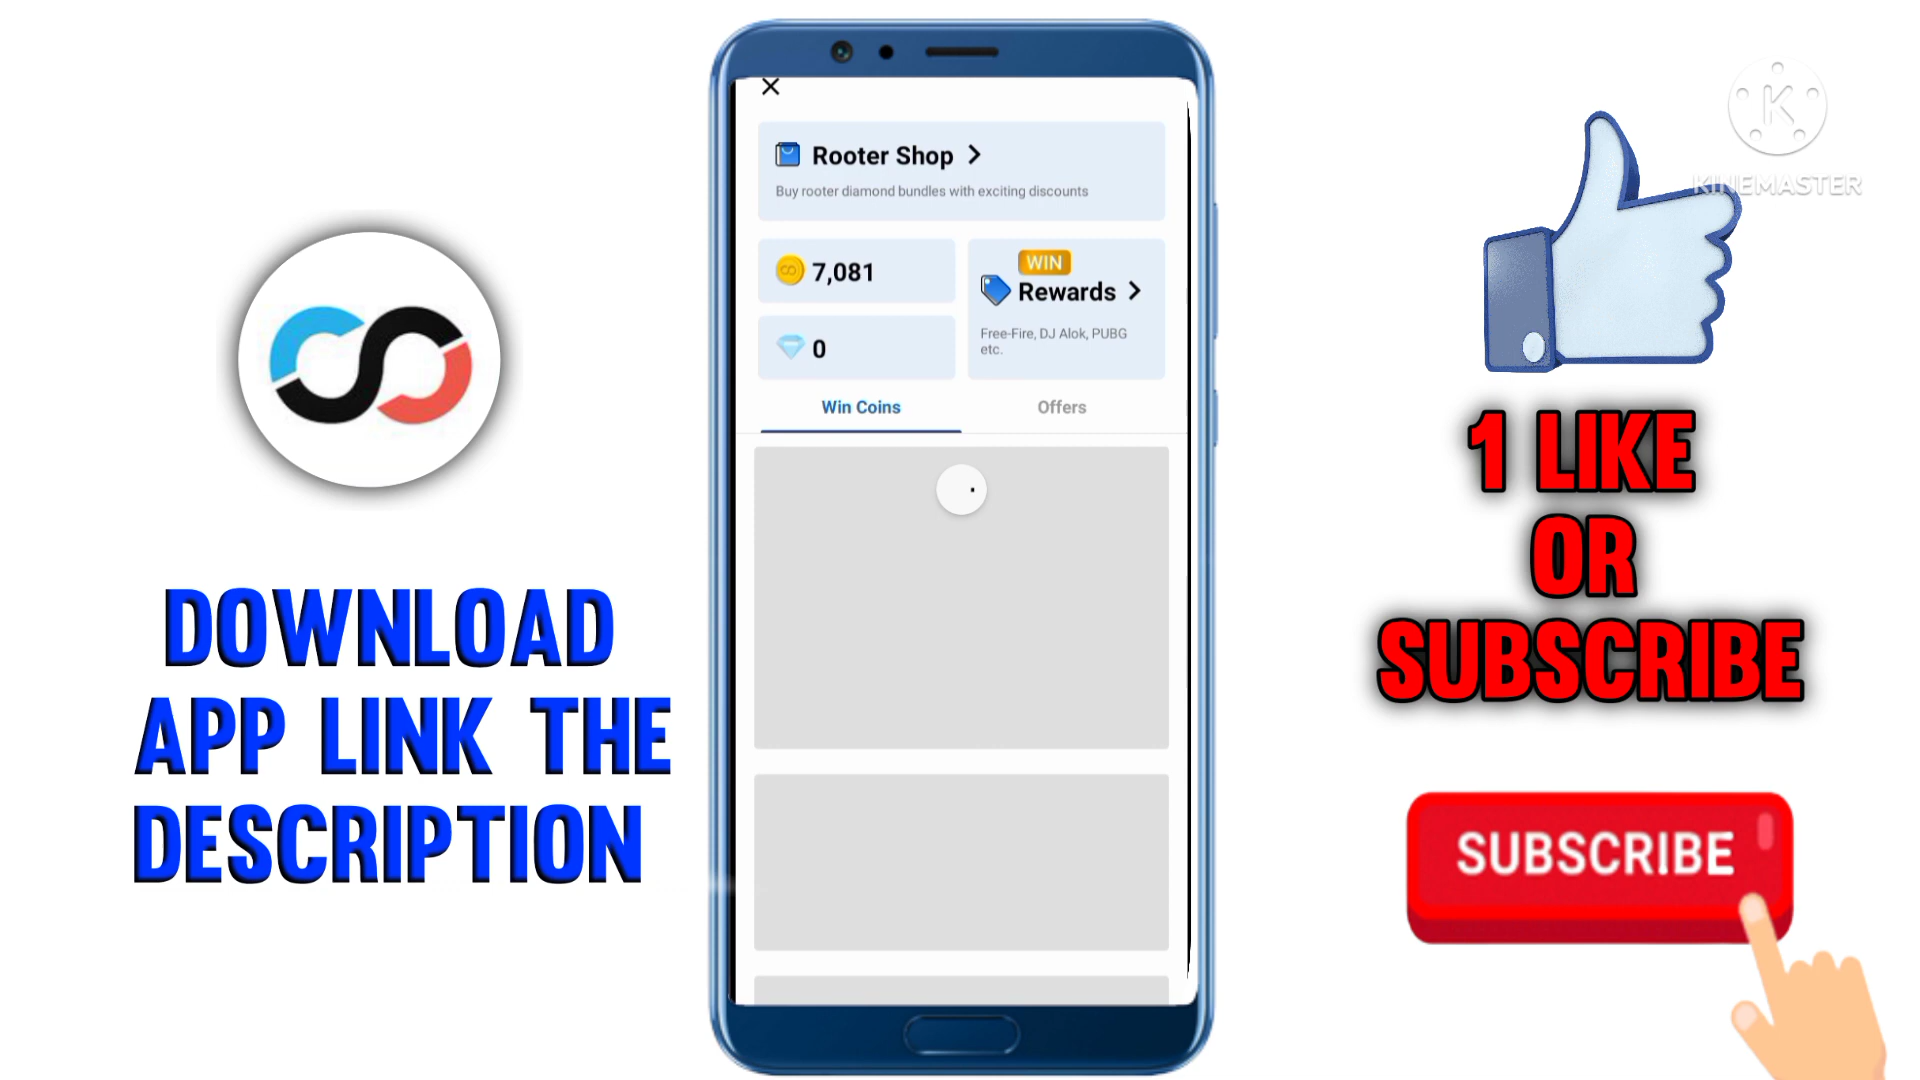 DOWNLOAD
APP LINK THE
DESCRIPTION
Rooter Shop
Buy rooter diamond bundles with exciting discounts
7,081
0
WIN
Rewards
Free-Fire, DJ Alok, PUBG
etc.
Win Coins
Offers
K
KINEMASTER
1 LIKE
OR
SUBSCRIBE
SUBSCRIBE